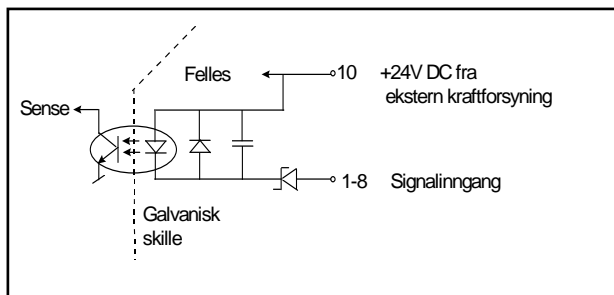 Felles
10 +24V DC fra
ekstern kraftforsyning
Sense
1-8 Signalinngang
Galvanisk
skille